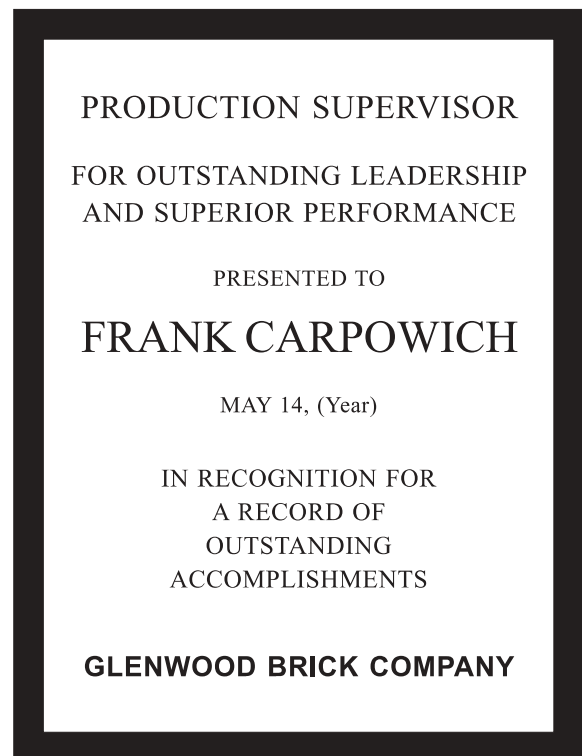 PRODUCTION SUPERVISOR
FOR OUTSTANDING LEADERSHIP
AND SUPERIOR PERFORMANCE
PRESENTED TO
FRANK CARPOWICH
MAY 14, (Year)
IN RECOGNITION FOR
A RECORD OF
OUTSTANDING
ACCOMPLISHMENTS
GLENWOOD BRICK COMPANY